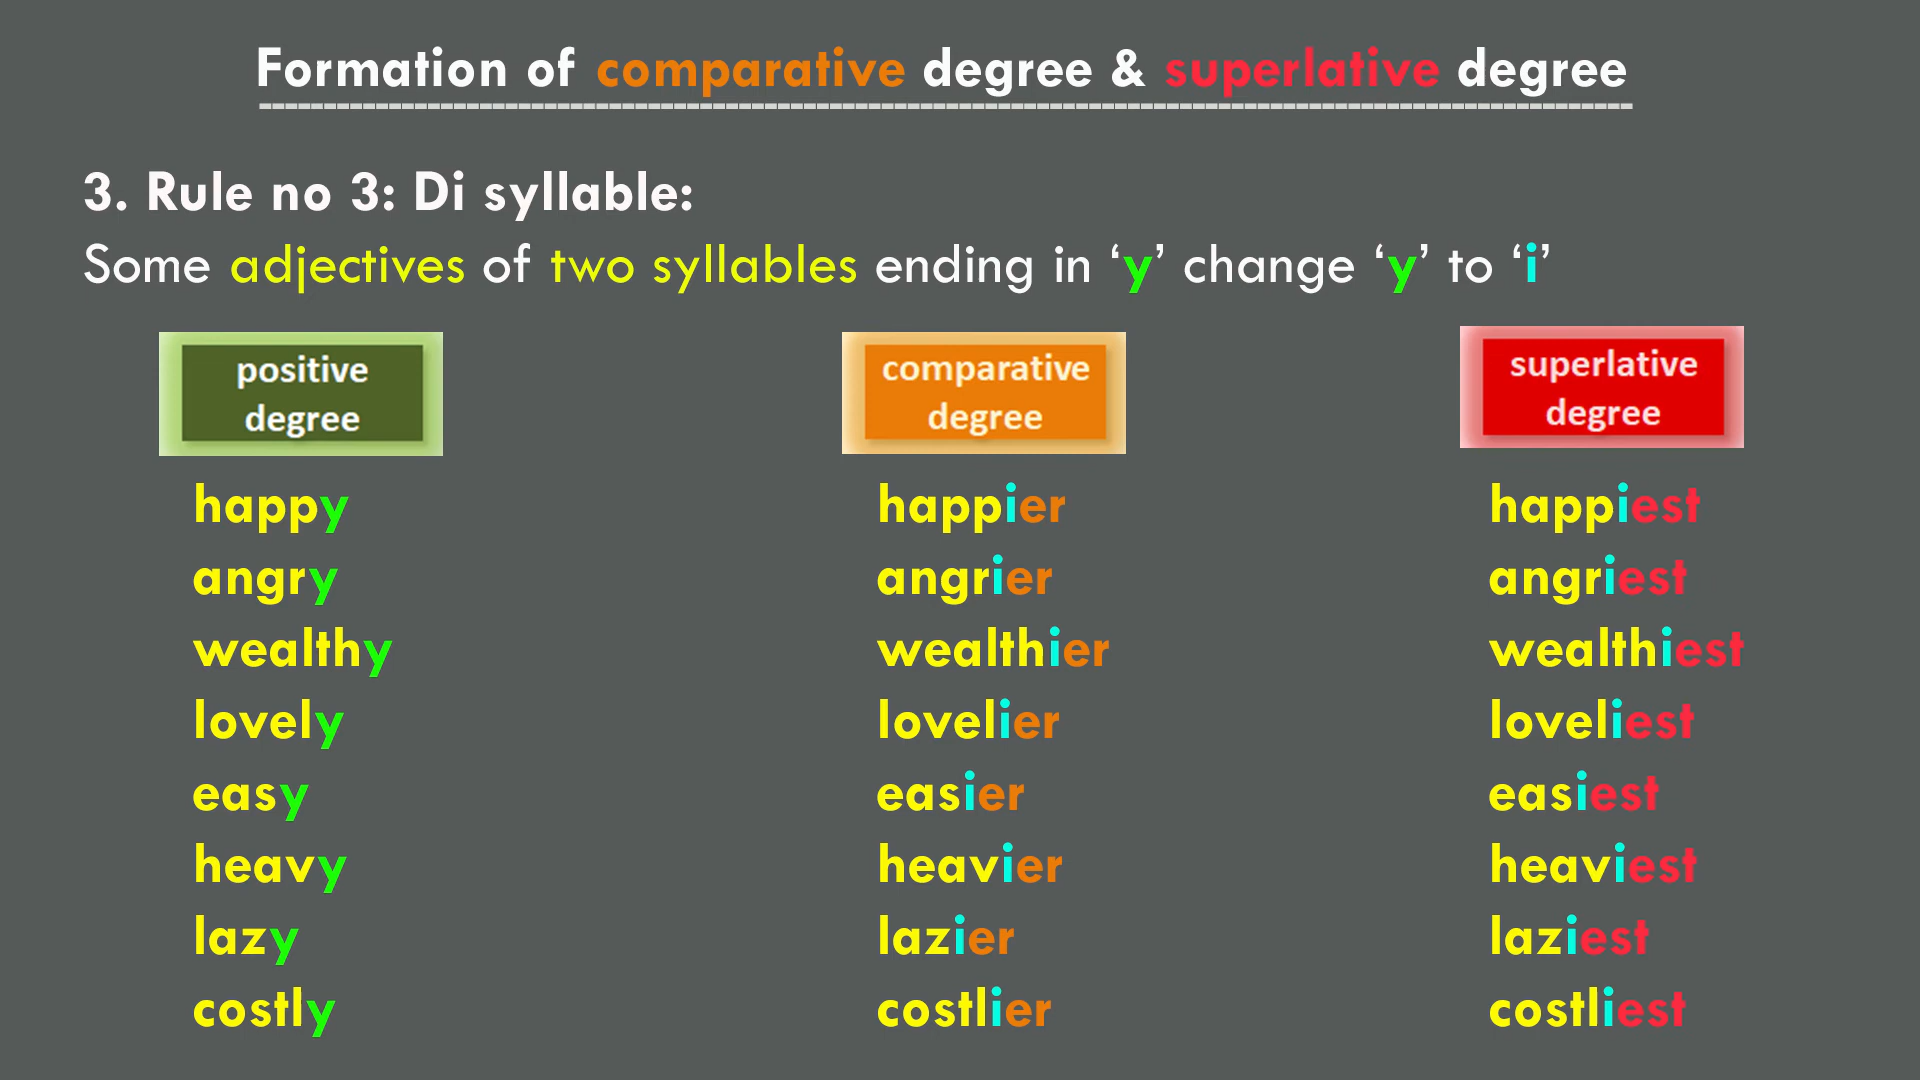 Formation of comparative degree & superlative degree
3. Rule no 3: Di syllable:
Some adjectives of two syllables ending in ‘y’ change ‘y’ to ‘i’
positive degree
comparative degree
superlative degree
happy happier happiest
angry angrier angriest
wealthy wealthier wealthiest
lovely lovelier loveliest
easy easier easiest
heavy heavier heaviest
lazy lazier laziest
costly costlier costliest